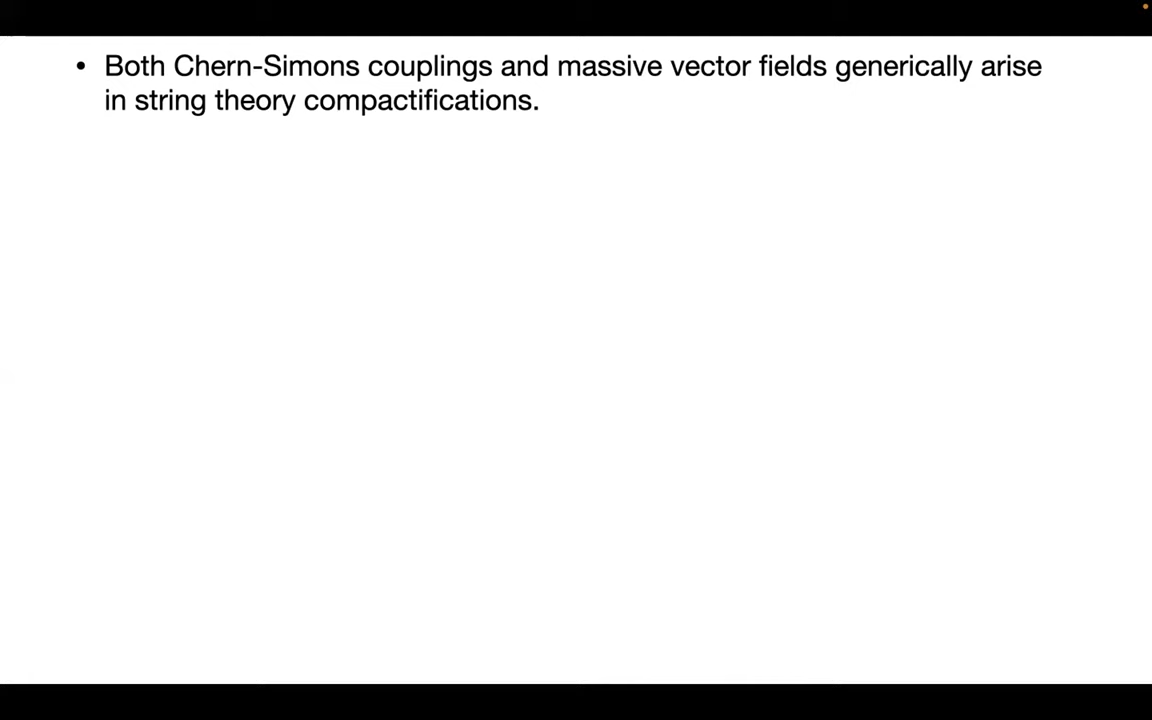 • Both Chern-Simons couplings and massive vector fields generically arise
in string theory compactifications.